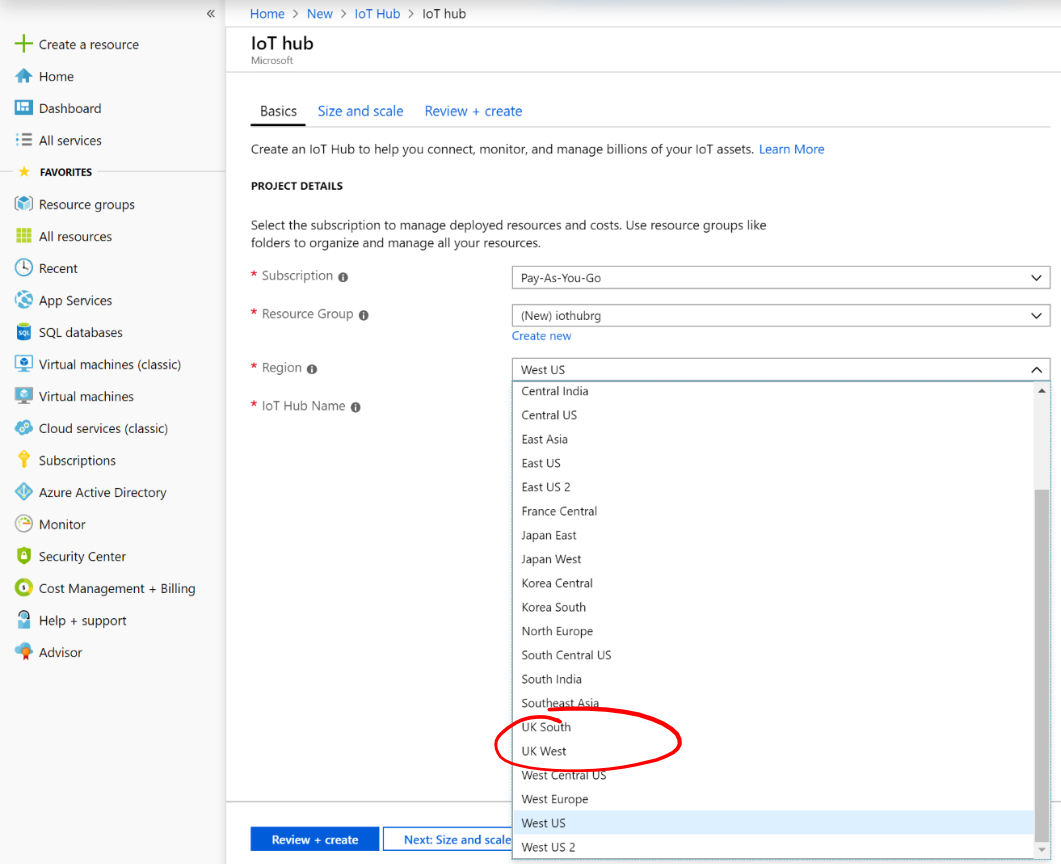 «
Home > New > IoT Hub > IoT hub
Create a resource
Home
Dashboard
All services
FAVORITES
Resource groups
All resources
Recent
App Services
SQL databases
Virtual machines (classic)
Virtual machines
Cloud services (classic)
Subscriptions
Azure Active Directory
Monitor
Security Center
Cost Management + Billing
Help + support
Advisor
IoT hub
Microsoft
Basics Size and scale Review + create
Create an IoT Hub to help you connect, monitor, and manage billions of your IoT assets. Learn More
PROJECT DETAILS
Select the subscription to manage deployed resources and costs. Use resource groups like
folders to organize and manage all your resources.
* Subscription Pay-As-You-Go
* Resource Group (New) iothubrg
Create new
* Region West US
* IoT Hub Name
Central India
Central US
East Asia
East US
East US 2
France Central
Japan East
Japan West
Korea Central
Korea South
North Europe
South Central US
South India
Southeast Asia
UK South
UK West
West Central US
West Europe
West US
West US 2
Review + create Next: Size and scale